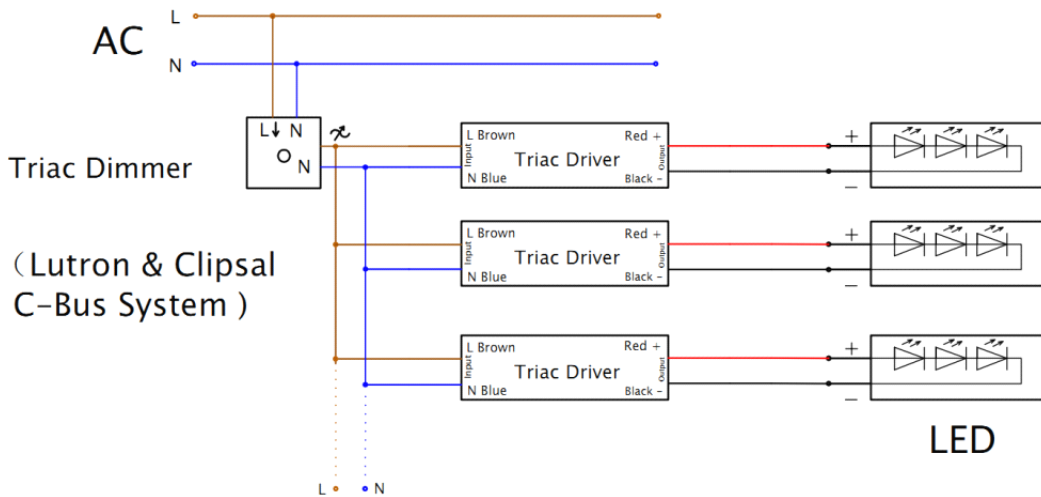 L
AC
N
L N
N
Triac Dimmer
(Lutron & Clipsal
C-Bus System )
L Brown
Red +
Input
Triac Driver
Output
N Blue
Black -
+
−
L Brown
Red +
Input
Triac Driver
Output
N Blue
Black -
+
−
L Brown
Red +
Input
Triac Driver
Output
N Blue
Black -
+
−
LED
L
N